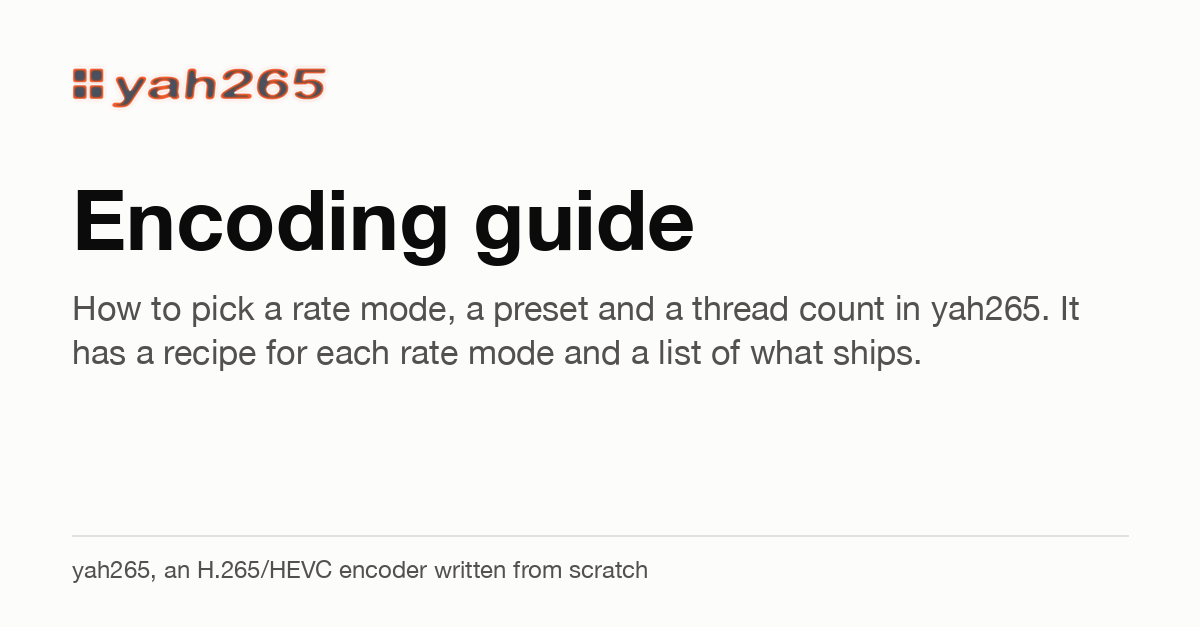 yah265
Encoding guide
How to pick a rate mode, a preset and a thread count in yah265. It
has a recipe for each rate mode and a list of what ships.
yah265, an H.265/HEVC encoder written from scratch